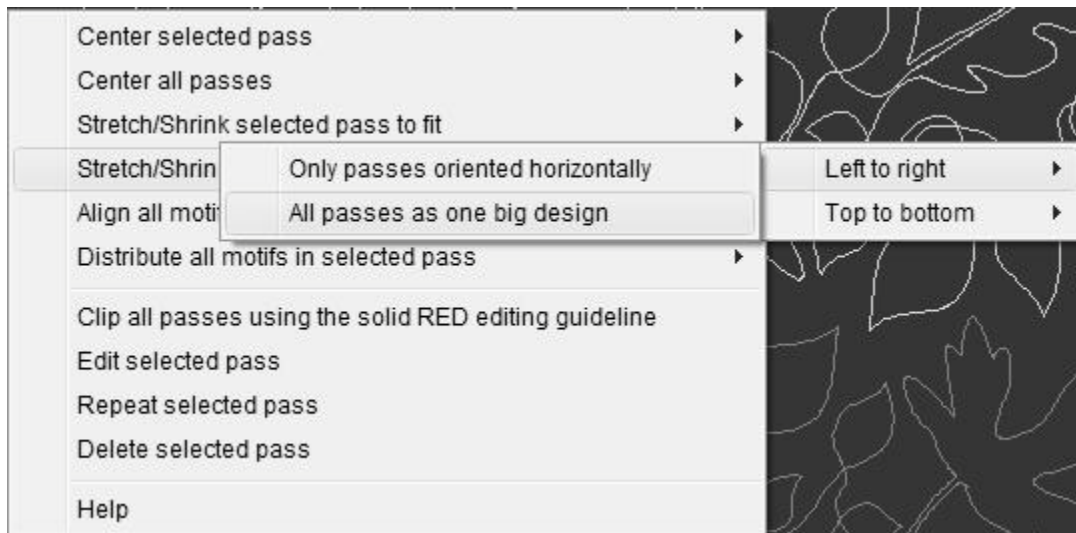 Center selected pass
Center all passes
Stretch/Shrink selected pass to fit
Stretch/Shrin
Only passes oriented horizontally
Left to right
Align all moti
All passes as one big design
Top to bottom
Distribute all motifs in selected pass
Clip all passes using the solid RED editing guideline
Edit selected pass
Repeat selected pass
Delete selected pass
Help